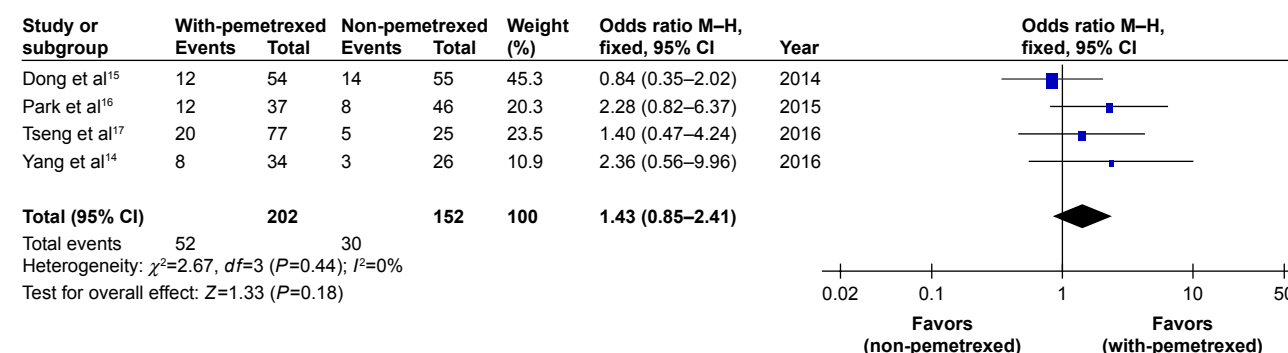 Study or With-pemetrexed Non-pemetrexed Weight Odds ratio M–H, Odds ratio M–H,
subgroup Events Total Events Total (%) fixed, 95% CI Year fixed, 95% CI
Dong et al¹⁵ 12 54 14 55 45.3 0.84 (0.35–2.02) 2014
Park et al¹⁶ 12 37 8 46 20.3 2.28 (0.82–6.37) 2015
Tseng et al¹⁷ 20 77 5 25 23.5 1.40 (0.47–4.24) 2016
Yang et al¹⁴ 8 34 3 26 10.9 2.36 (0.56–9.96) 2016
Total (95% CI) 202 152 100 1.43 (0.85–2.41)
Total events 52 30
Heterogeneity: χ²=2.67, df=3 (P=0.44); I²=0%
Test for overall effect: Z=1.33 (P=0.18)
0.02 0.1 1 10 50
Favors Favors
(non-pemetrexed) (with-pemetrexed)